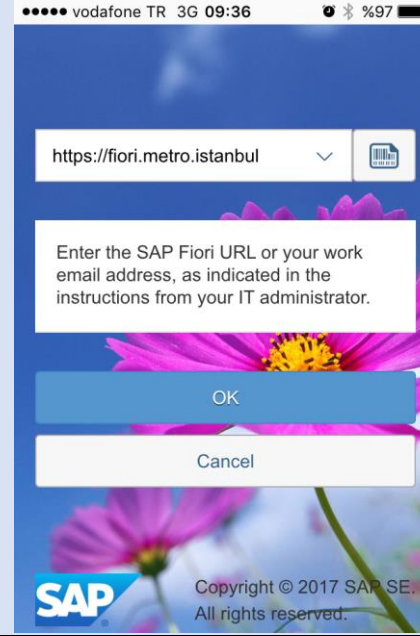 vodafone TR 3G 09:36 %97
https://fiori.metro.istanbul
Enter the SAP Fiori URL or your work
email address, as indicated in the
instructions from your IT administrator.
OK
Cancel
SAP
Copyright © 2017 SAP SE.
All rights reserved.